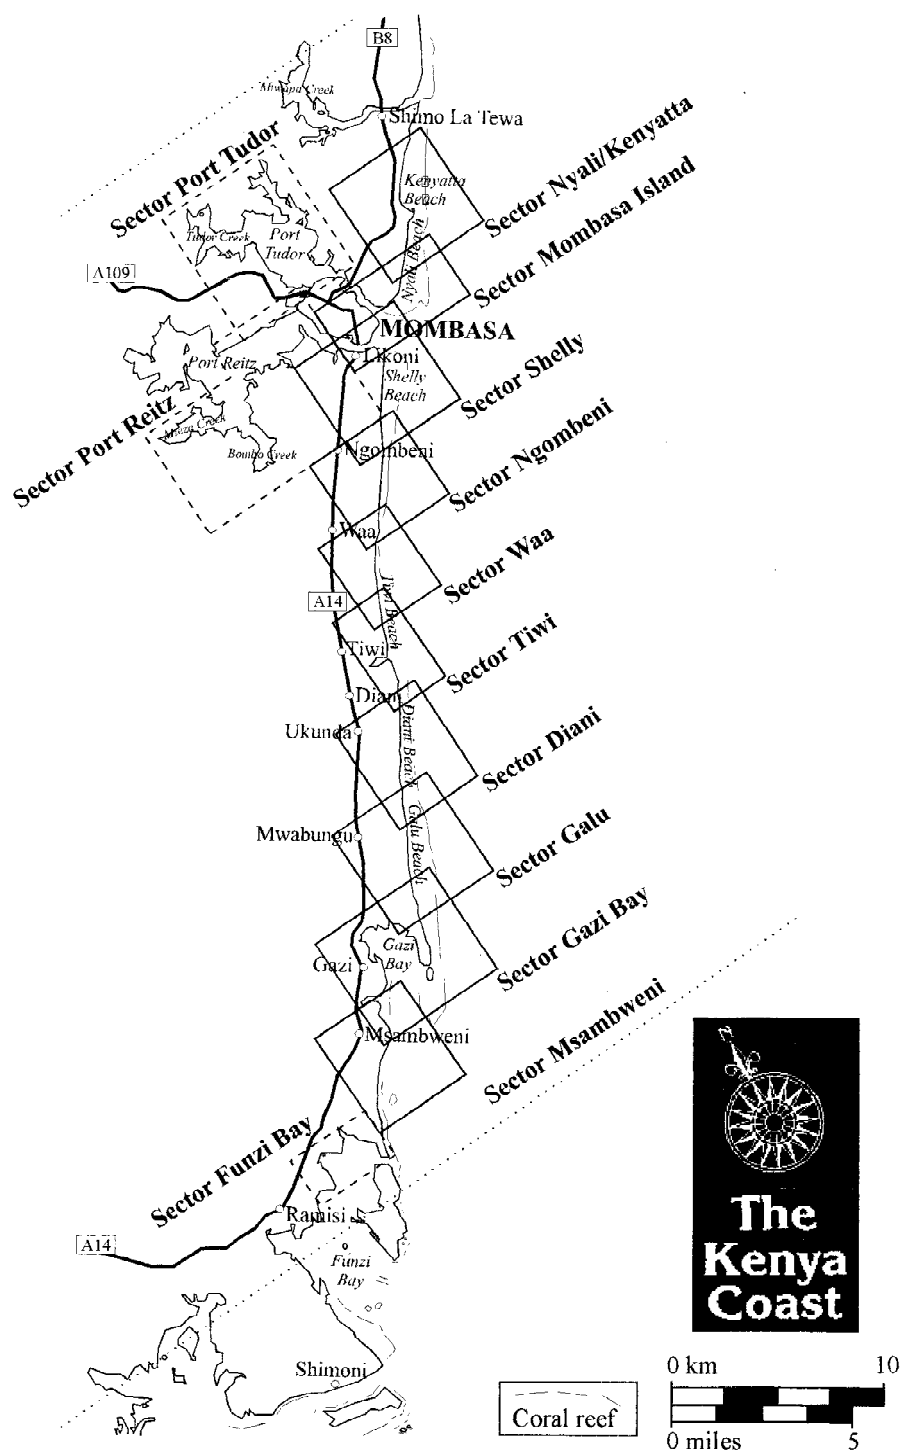 B8
Mtwapa Creek
Shimo La Tewa
Sector Port Tudor
Sector Nyali/Kenyatta
Kenyatta
Beach
Sector Mombasa Island
Tudor Creek
Port
Tudor
Nyali Beach
A109
MOMBASA
Sector Shelly
Port Reitz
Likoni
Shelly
Beach
Sector Port Reitz
Mteza Creek
Bombo Creek
Ngombeni
Sector Ngombeni
Waa
Sector Waa
A14
Tiwi Beach
Tiwi
Sector Tiwi
Diani
Ukunda
Diani Beach
Sector Diani
Mwabungu
Galu Beach
Sector Galu
Gazi
Bay
Gazi
Sector Gazi Bay
Msambweni
Sector Msambweni
Sector Funzi Bay
Ramisi
A14
Funzi
Bay
Shimoni
The
Kenya
Coast
Coral reef
0 km 10
0 miles 5